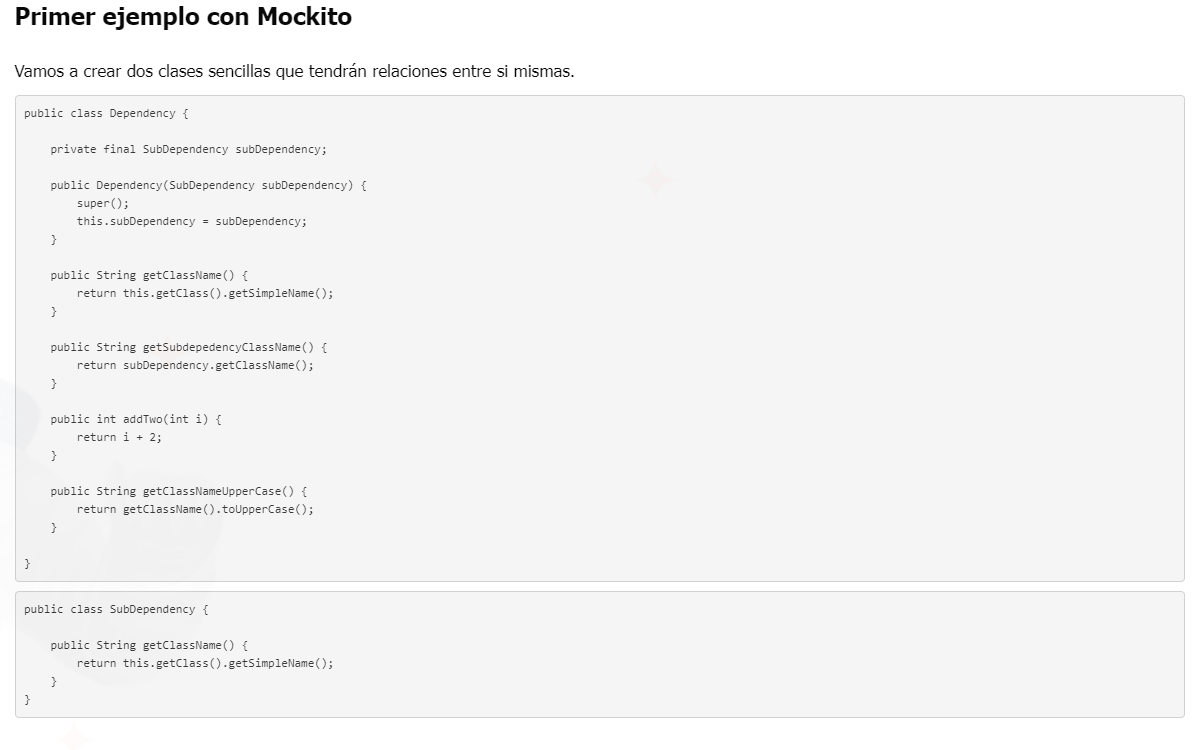 Primer ejemplo con Mockito
Vamos a crear dos clases sencillas que tendrán relaciones entre si mismas.
public class Dependency {
    private final SubDependency subDependency;
    public Dependency(SubDependency subDependency) {
        super();
        this.subDependency = subDependency;
    }
    public String getClassName() {
        return this.getClass().getSimpleName();
    }
    public String getSubdepedencyClassName() {
        return subDependency.getClassName();
    }
    public int addTwo(int i) {
        return i + 2;
    }
    public String getClassNameUpperCase() {
        return getClassName().toUpperCase();
    }
}
public class SubDependency {
    public String getClassName() {
        return this.getClass().getSimpleName();
    }
}